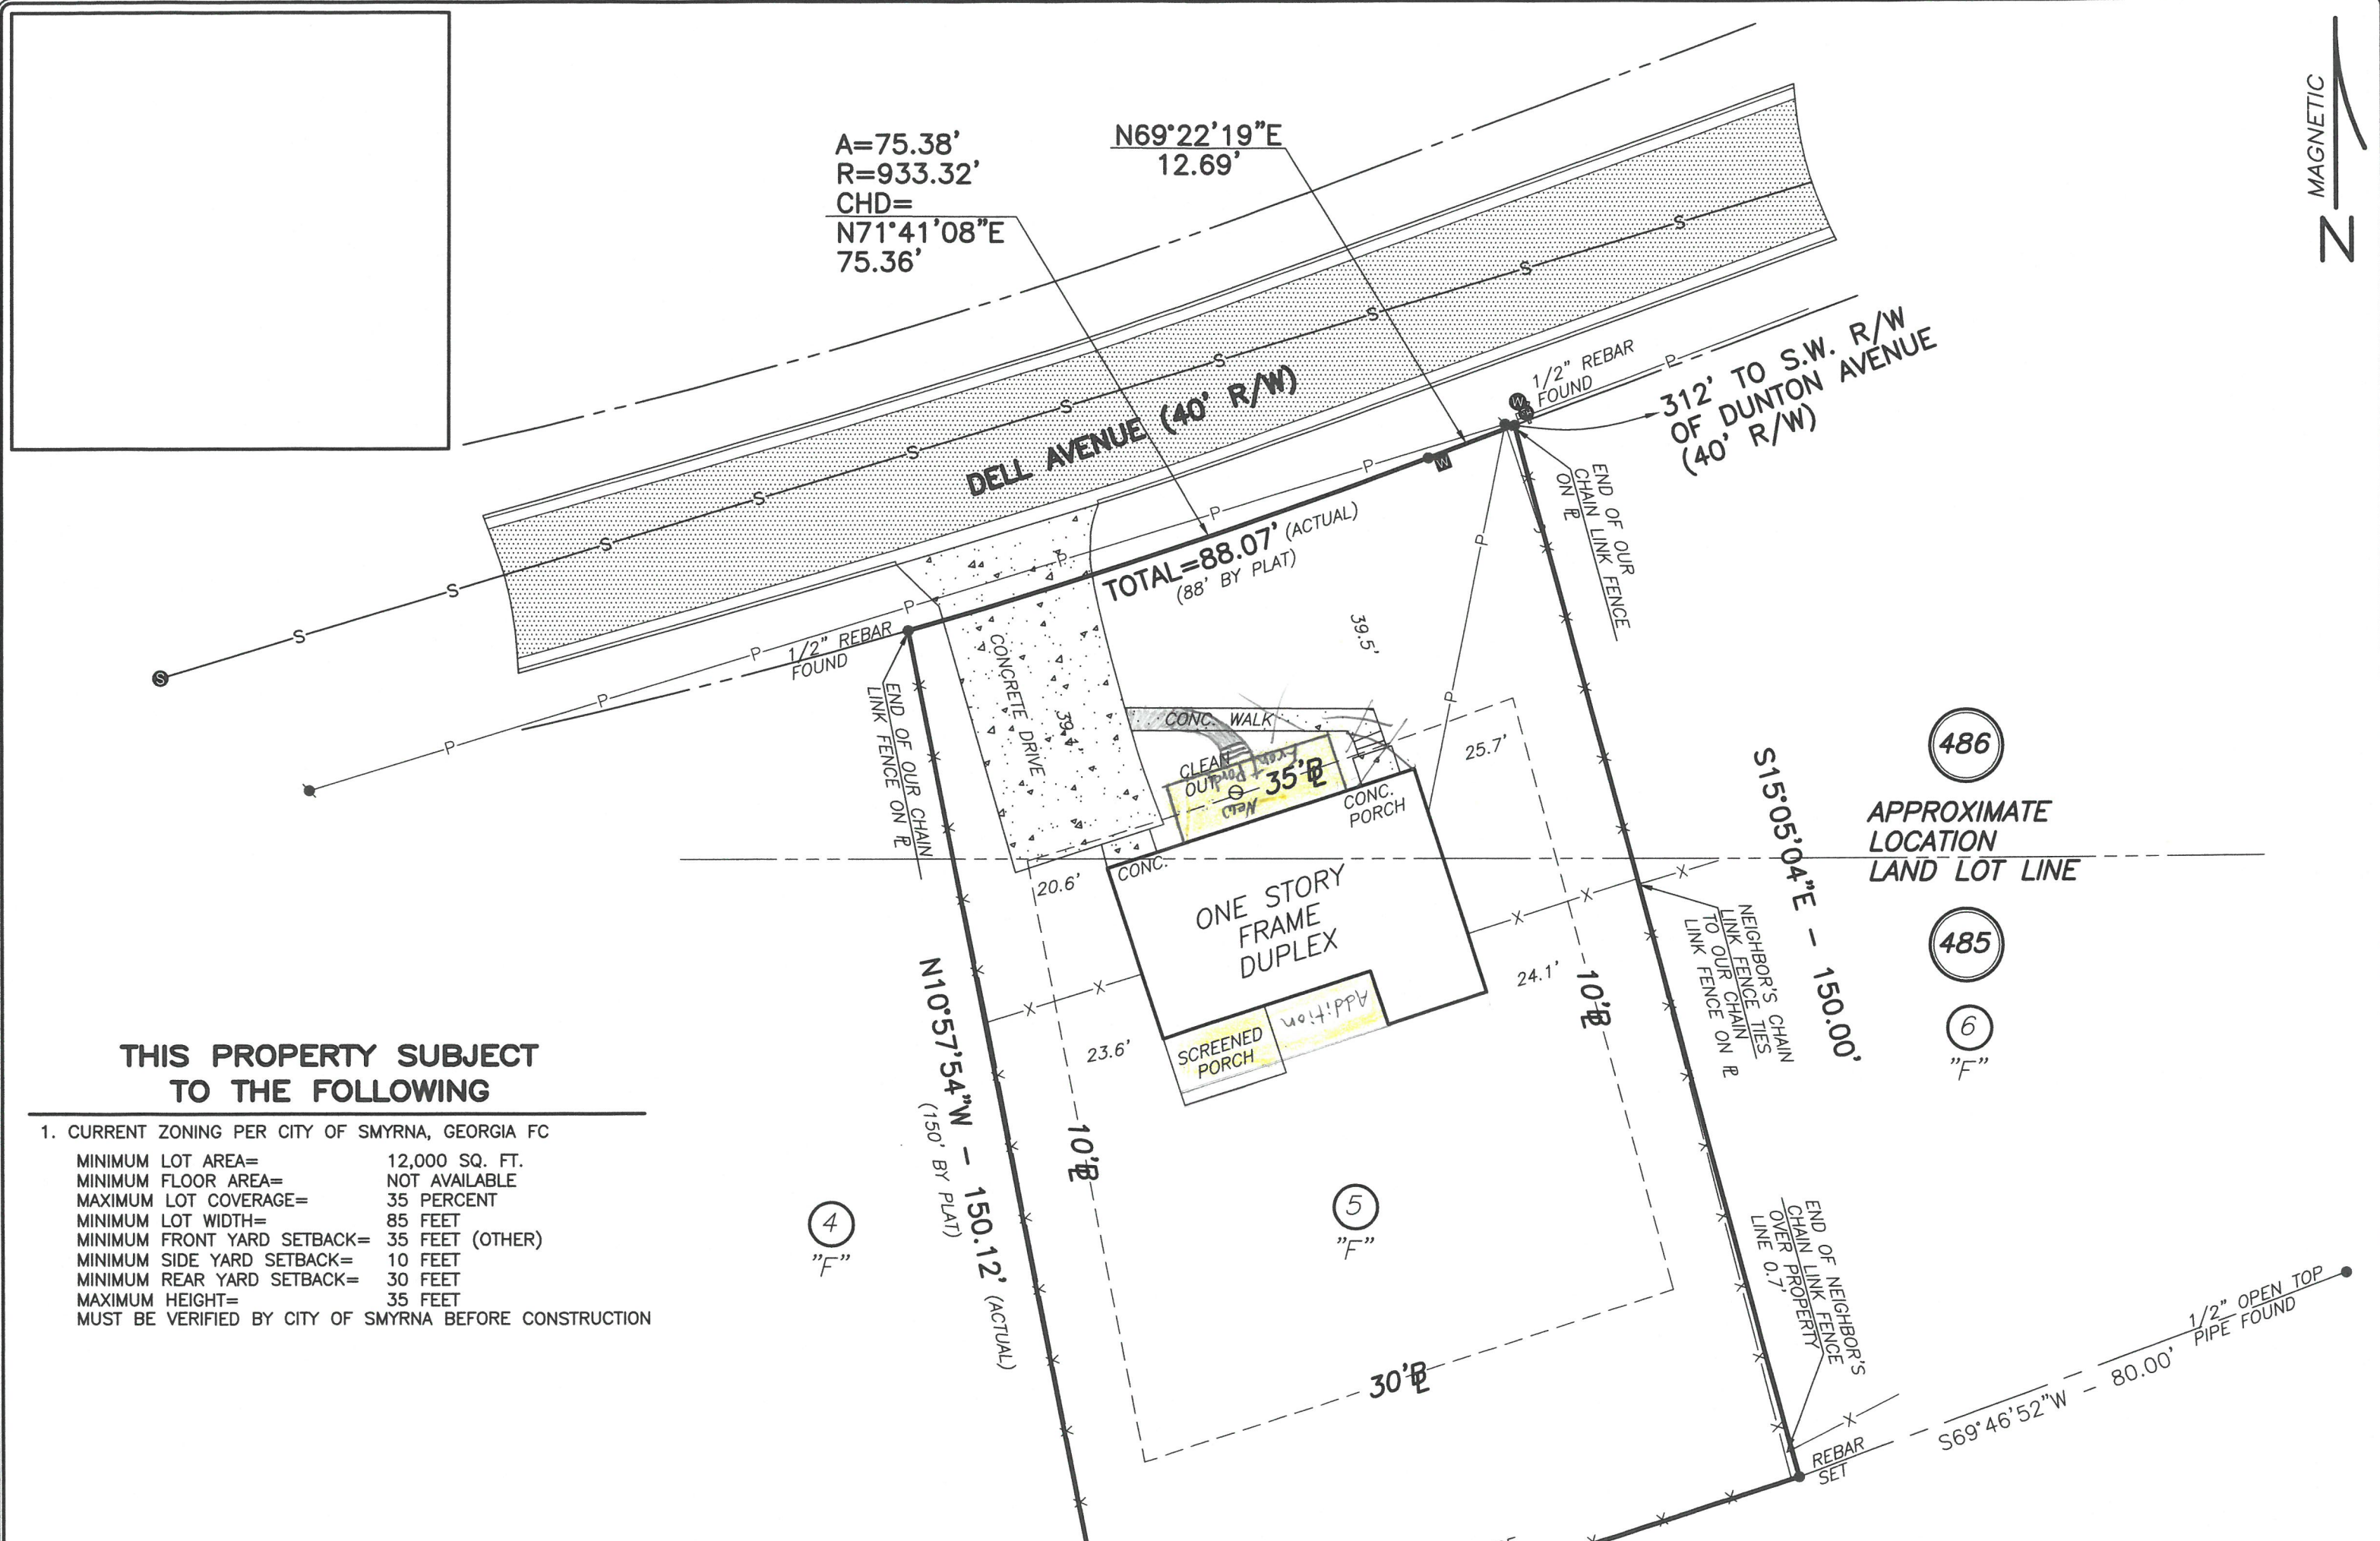 A=75.38'
R=933.32'
CHD=
N71°41'08"E
75.36'
N69°22'19"E
12.69'
MAGNETIC
N
S
S
S
S
S
S
S
S
S
S
S
DELL AVENUE (40' R/W)
1/2" REBAR
FOUND
W
312' TO S.W. R/W
OF DUNTON AVENUE
(40' R/W)
P
P
P
P
P
P
P
P
P
P
W
TOTAL=88.07' (ACTUAL)
(88' BY PLAT)
1/2" REBAR
FOUND
END OF OUR
CHAIN LINK FENCE
ON PL
END OF OUR CHAIN
LINK FENCE ON PL
CONCRETE DRIVE
39.1'
39.5'
CONC. WALK
CLEAN
OUT
New
Front Porch
35'BL
CONC.
PORCH
25.7'
20.6'
CONC.
ONE STORY
FRAME
DUPLEX
24.1'
10'BL
S15°05'04"E - 150.00'
486
APPROXIMATE
LOCATION
LAND LOT LINE
485
6
"F"
NEIGHBOR'S CHAIN
LINK FENCE TIES
TO OUR CHAIN
LINK FENCE ON PL
Addition
SCREENED
PORCH
23.6'
N10°57'54"W - 150.12' (ACTUAL)
(150' BY PLAT)
10'BL
4
"F"
5
"F"
30'BL
END OF NEIGHBOR'S
CHAIN LINK FENCE
OVER PROPERTY
LINE 0.7'
REBAR
SET
S69°46'52"W - 80.00'
1/2" OPEN TOP
PIPE FOUND
THIS PROPERTY SUBJECT
TO THE FOLLOWING
1. CURRENT ZONING PER CITY OF SMYRNA, GEORGIA FC
MINIMUM LOT AREA= 12,000 SQ. FT.
MINIMUM FLOOR AREA= NOT AVAILABLE
MAXIMUM LOT COVERAGE= 35 PERCENT
MINIMUM LOT WIDTH= 85 FEET
MINIMUM FRONT YARD SETBACK= 35 FEET (OTHER)
MINIMUM SIDE YARD SETBACK= 10 FEET
MINIMUM REAR YARD SETBACK= 30 FEET
MAXIMUM HEIGHT= 35 FEET
MUST BE VERIFIED BY CITY OF SMYRNA BEFORE CONSTRUCTION